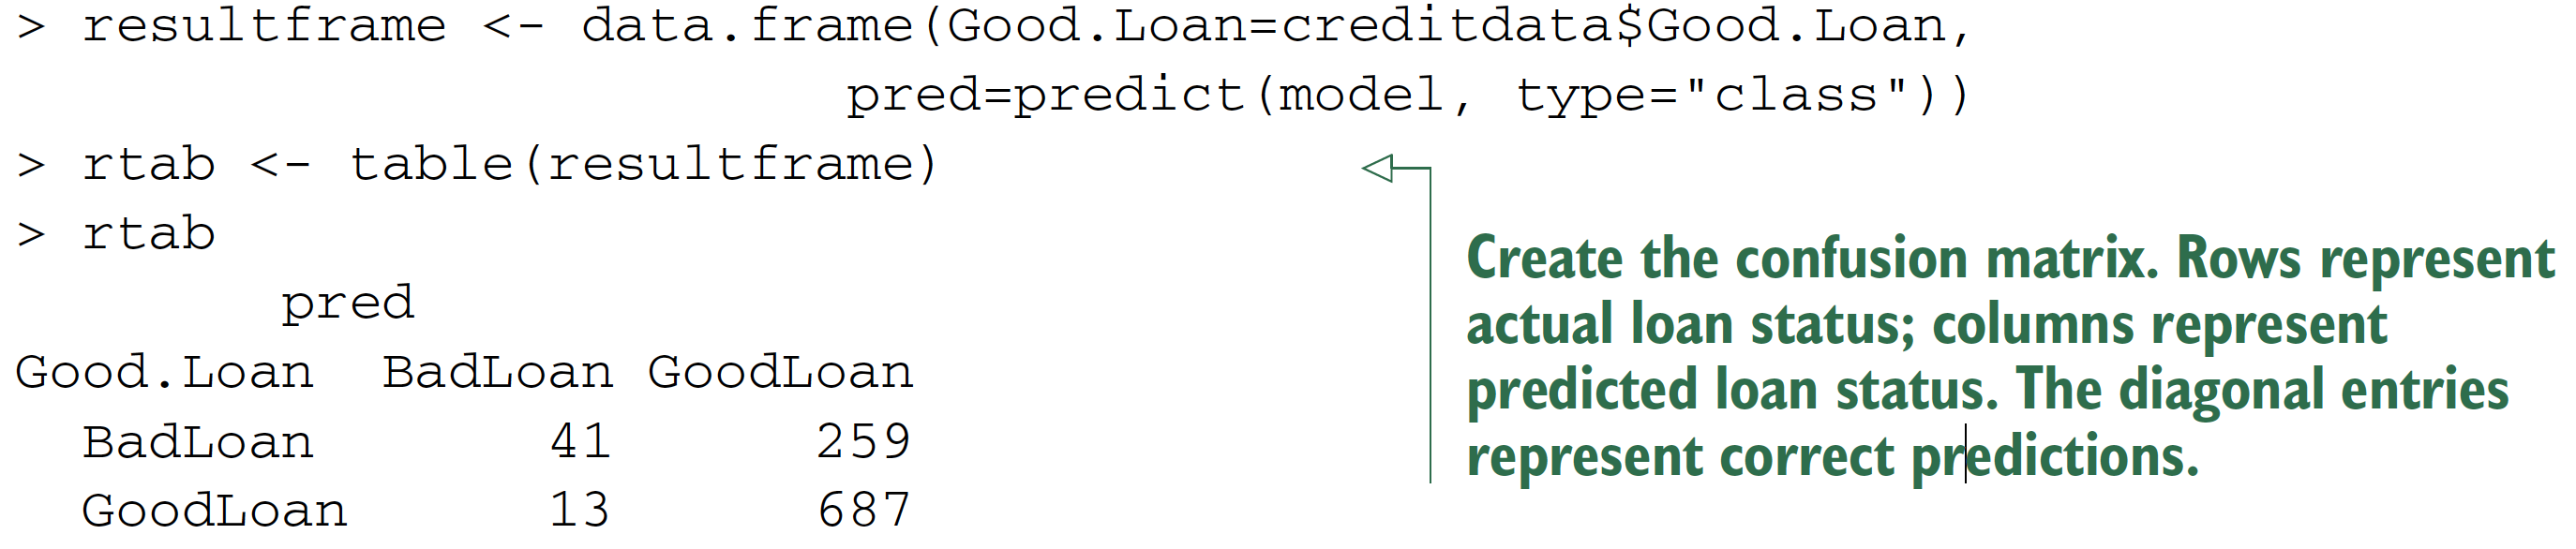 > resultframe <- data.frame(Good.Loan=creditdata$Good.Loan,
pred=predict(model, type="class"))
> rtab <- table(resultframe)
> rtab
pred
Good.Loan BadLoan GoodLoan
BadLoan 41 259
GoodLoan 13 687
Create the confusion matrix. Rows represent
actual loan status; columns represent
predicted loan status. The diagonal entries
represent correct predictions.